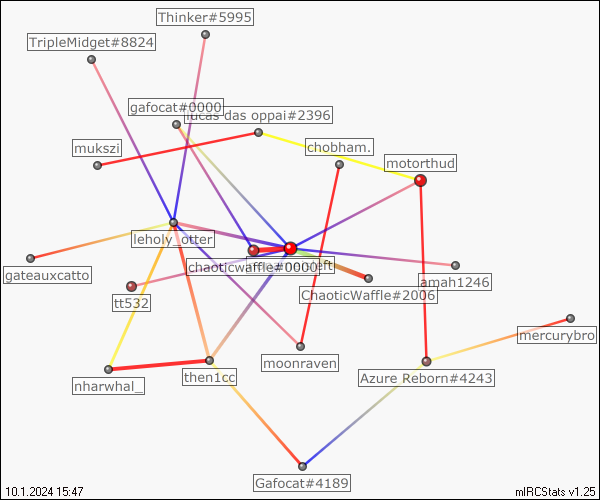 Thinker#5995
TripleMidget#8824
gafocat#0000
lucas das oppai#2396
mukszi
chobham.
motorthud
leholy_otter
gateauxcatto
chaoticwaffle#0000
amah1246
tt532
ChaoticWaffle#2006
mercurybro
moonraven
then1cc
Azure Reborn#4243
nharwhal_
Gafocat#4189
10.1.2024 15:47
mIRCStats v1.25